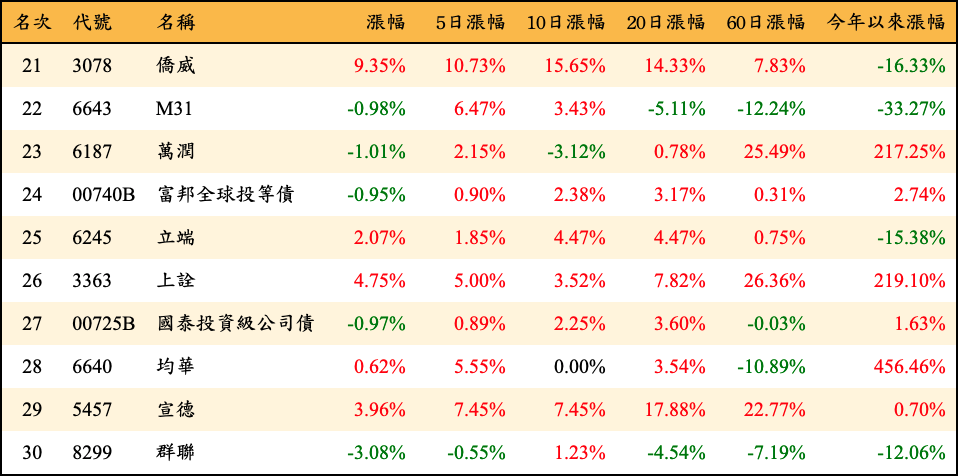 名次 代號 名稱 漲幅 5日漲幅 10日漲幅 20日漲幅 60日漲幅 今年以來漲幅
21 3078 僑威 9.35% 10.73% 15.65% 14.33% 7.83% -16.33%
22 6643 M31 -0.98% 6.47% 3.43% -5.11% -12.24% -33.27%
23 6187 萬潤 -1.01% 2.15% -3.12% 0.78% 25.49% 217.25%
24 00740B 富邦全球投等債 -0.95% 0.90% 2.38% 3.17% 0.31% 2.74%
25 6245 立端 2.07% 1.85% 4.47% 4.47% 0.75% -15.38%
26 3363 上詮 4.75% 5.00% 3.52% 7.82% 26.36% 219.10%
27 00725B 國泰投資級公司債 -0.97% 0.89% 2.25% 3.60% -0.03% 1.63%
28 6640 均華 0.62% 5.55% 0.00% 3.54% -10.89% 456.46%
29 5457 宣德 3.96% 7.45% 7.45% 17.88% 22.77% 0.70%
30 8299 群聯 -3.08% -0.55% 1.23% -4.54% -7.19% -12.06%